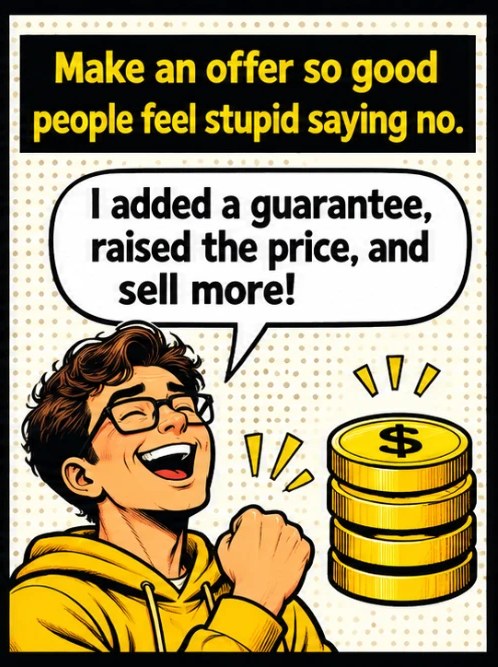 Make an offer so good
people feel stupid saying no.
I added a guarantee,
raised the price, and
sell more!
$